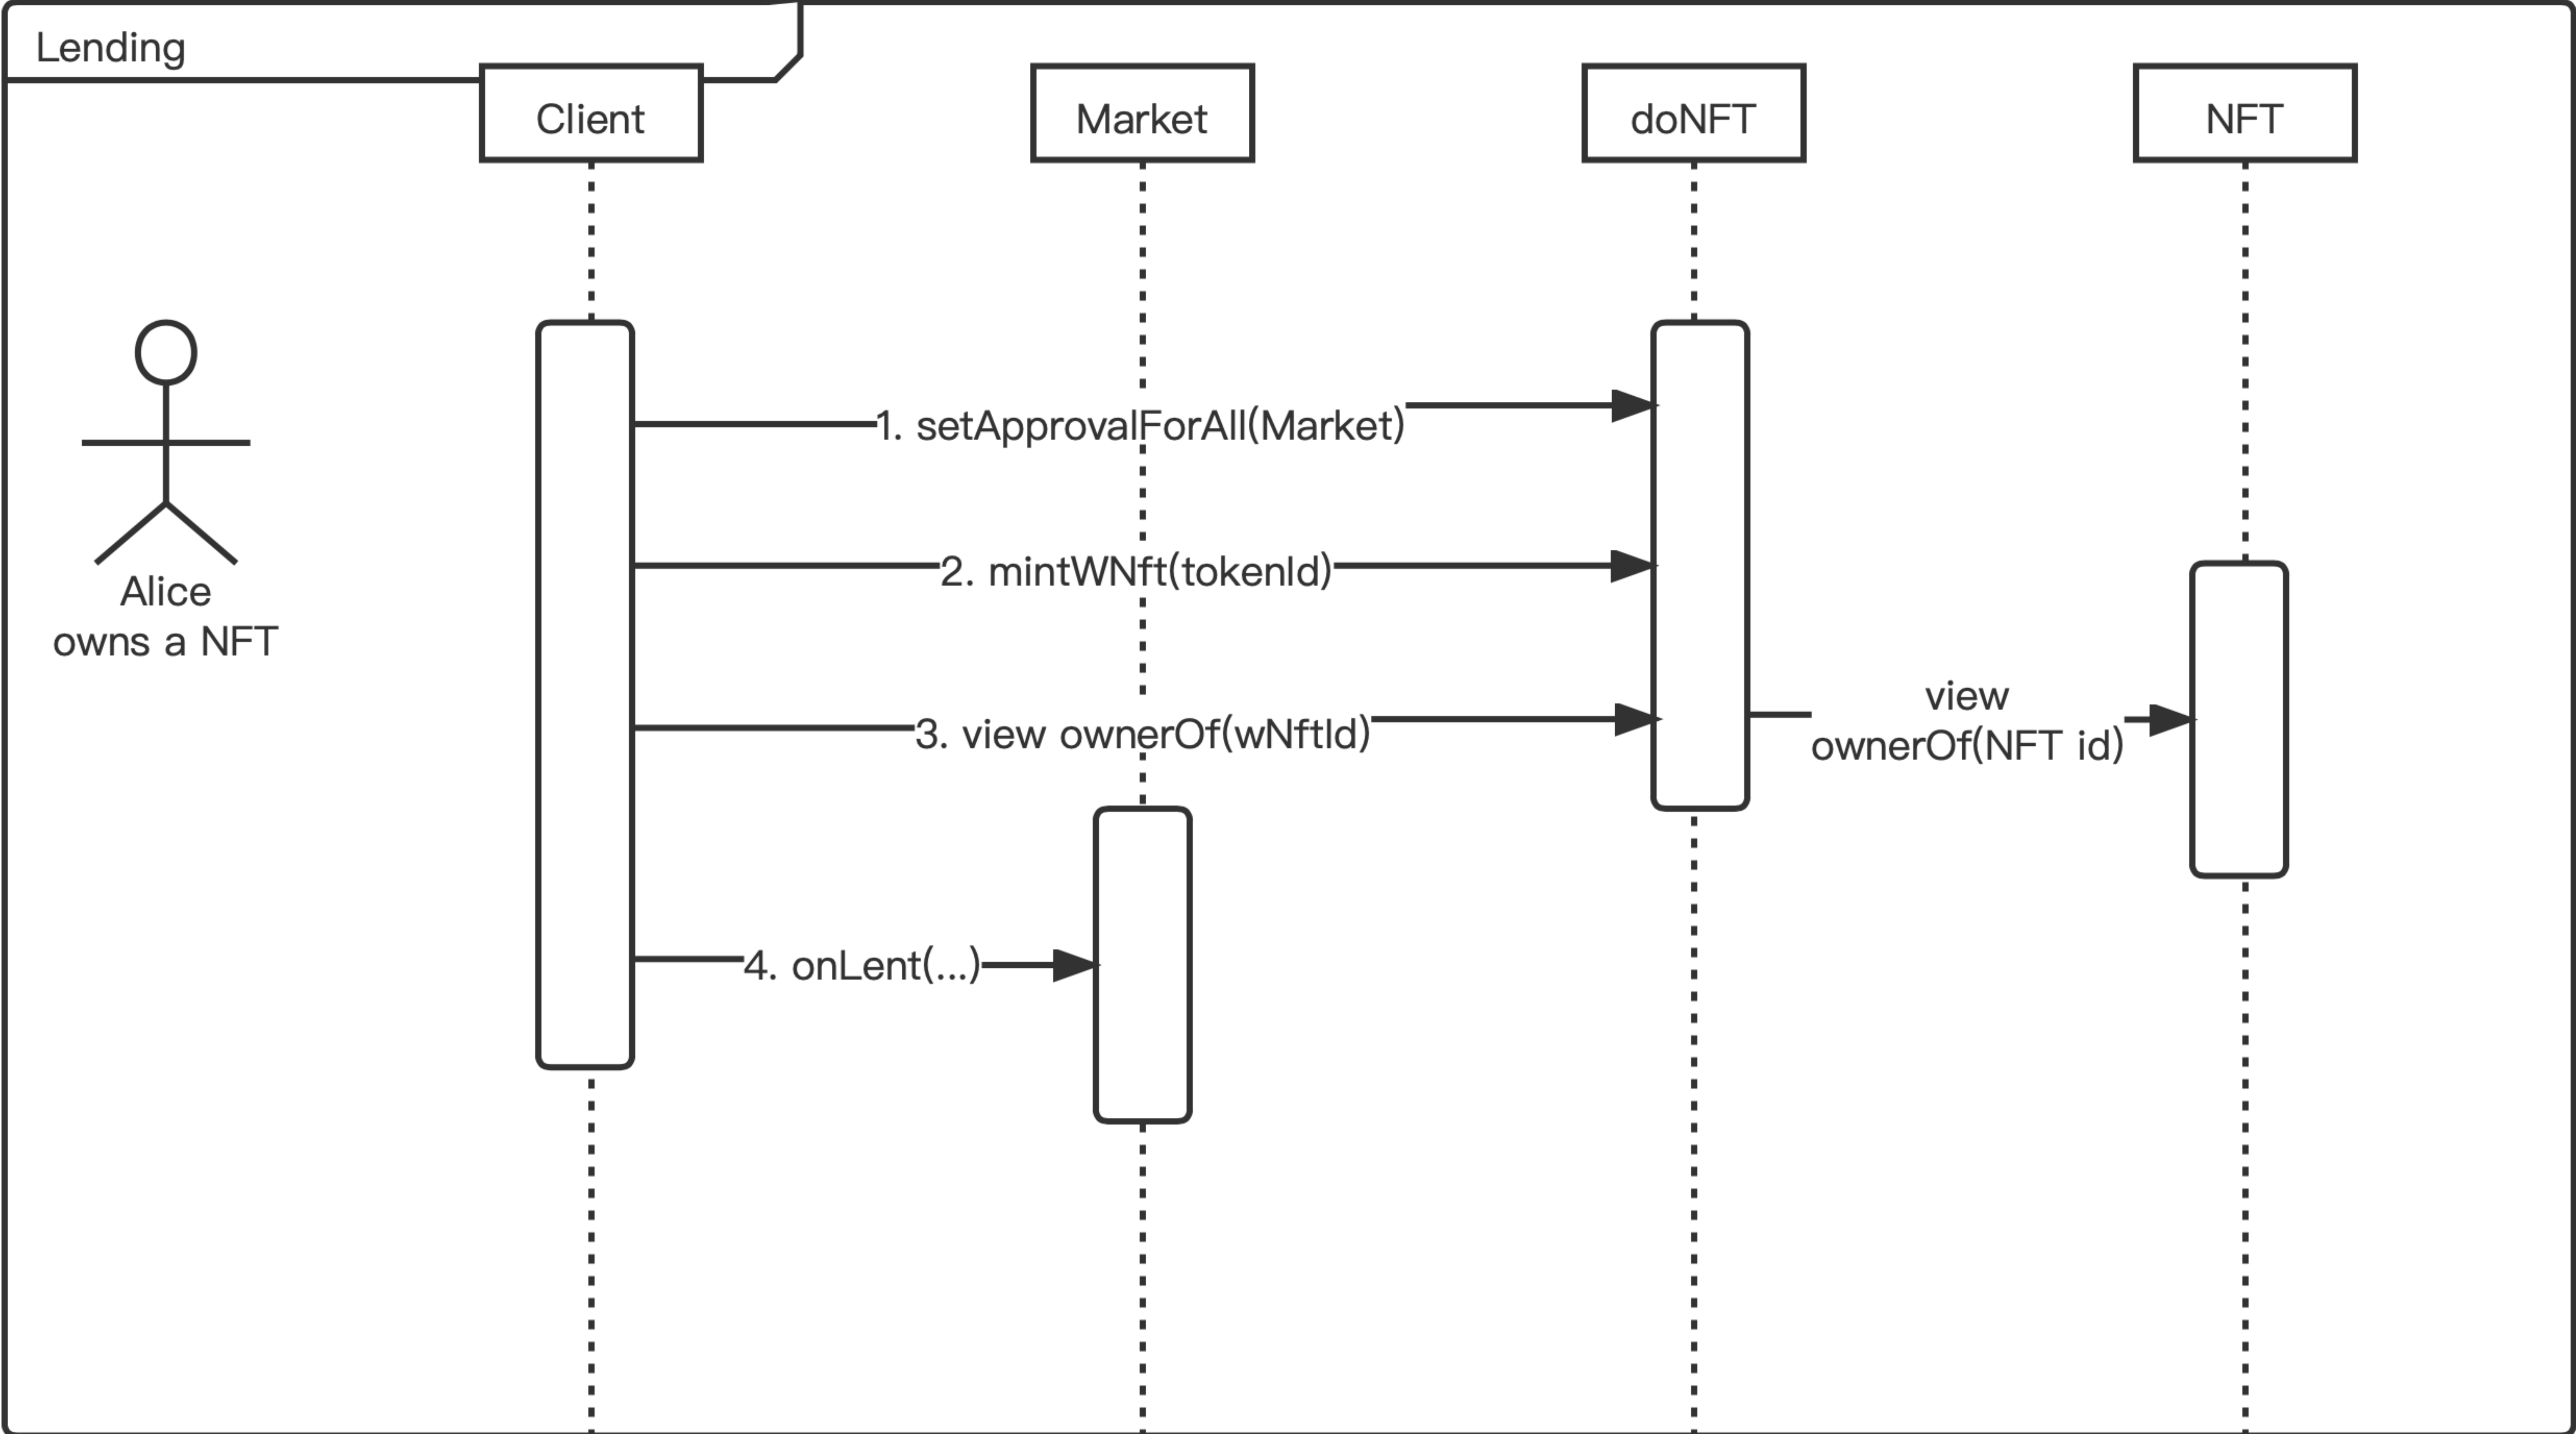 Lending
Client
Market
doNFT
NFT
1. setApprovalForAll(Market)
2. mintWNft(tokenId)
Alice
owns a NFT
3. view ownerOf(wNftId)
view
ownerOf(NFT id)
4. onLent(...)